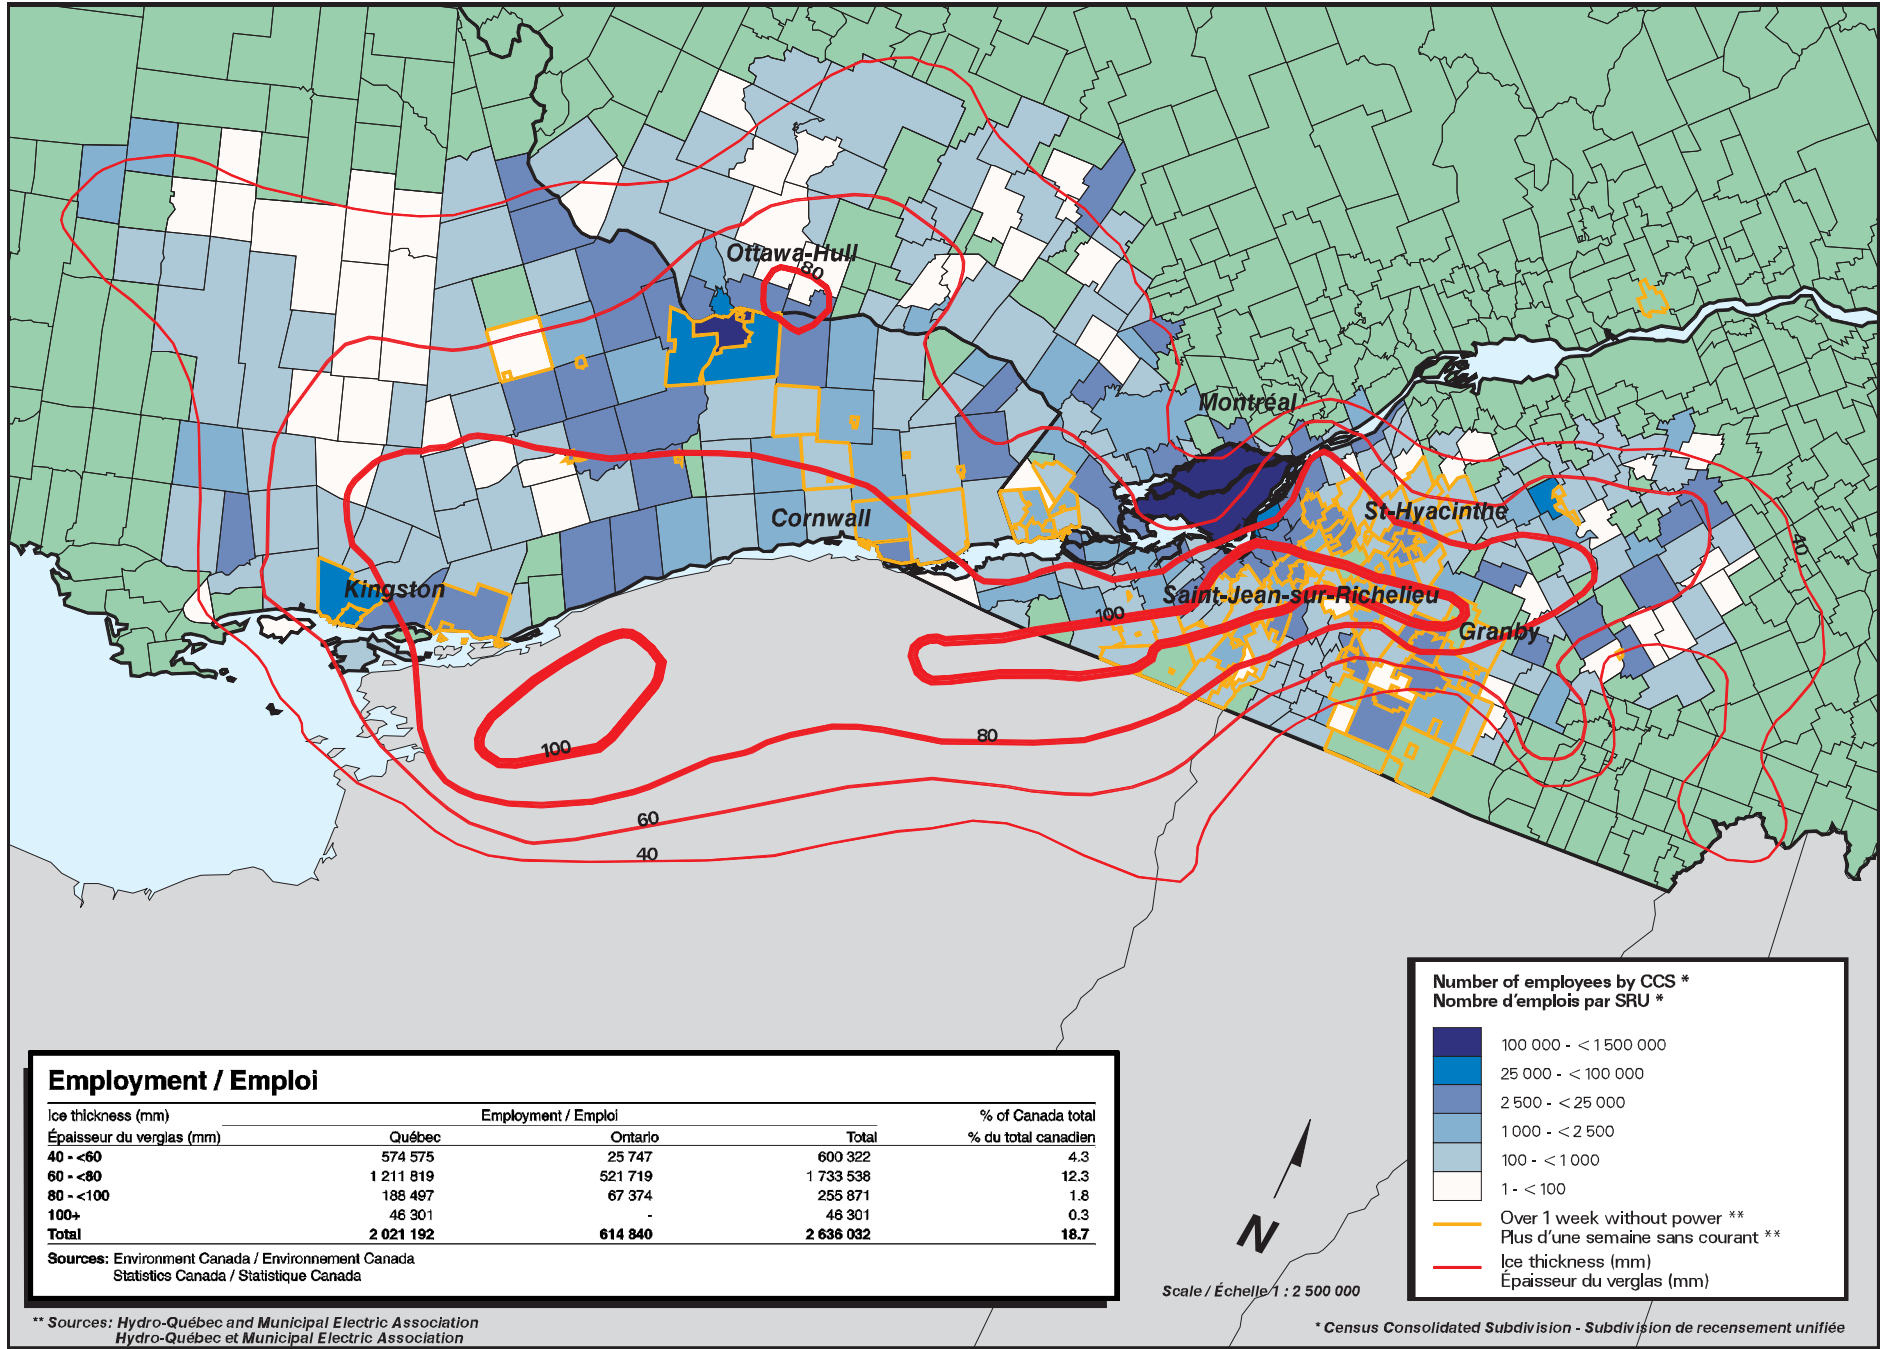 Ottawa-Hull
80
Montréal
St-Hyacinthe
Cornwall
40
Kingston
Saint-Jean-sur-Richelieu
100
Granby
100
80
60
40
Number of employees by CCS *
Nombre d'emplois par SRU *
100 000 - < 1 500 000
25 000 - < 100 000
2 500 - < 25 000
1 000 - < 2 500
100 - < 1 000
1 - < 100
Over 1 week without power **
Plus d'une semaine sans courant **
Ice thickness (mm)
Épaisseur du verglas (mm)
Employment / Emploi
Ice thickness (mm) Employment / Emploi % of Canada total
Épaisseur du verglas (mm) Québec Ontario Total % du total canadien
40 - <60 574 575 25 747 600 322 4.3
60 - <80 1 211 819 521 719 1 733 538 12.3
80 - <100 188 497 67 374 255 871 1.8
100+ 46 301 - 46 301 0.3
Total 2 021 192 614 840 2 636 032 18.7
Sources: Environment Canada / Environnement Canada
Statistics Canada / Statistique Canada
N
Scale / Échelle 1 : 2 500 000
** Sources: Hydro-Québec and Municipal Electric Association
Hydro-Québec et Municipal Electric Association
* Census Consolidated Subdivision - Subdivision de recensement unifiée